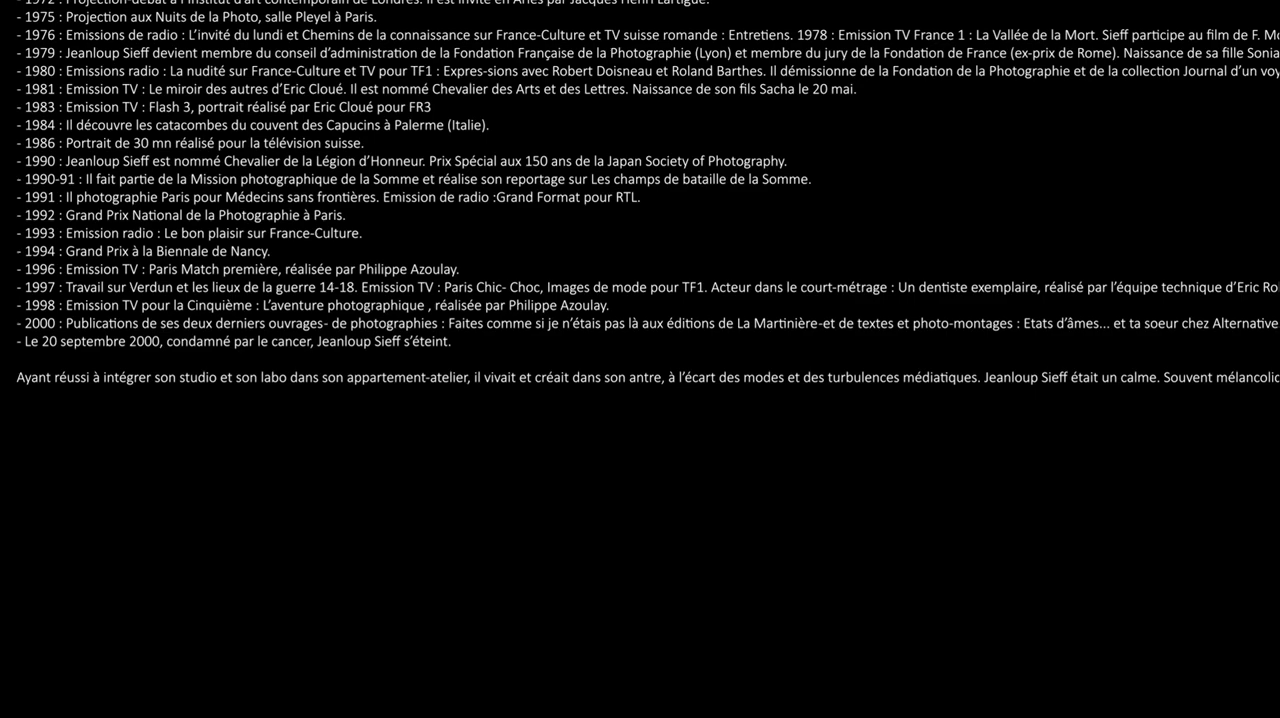 - 1972 : Projection-débat à l'Institut d'art contemporain de Londres. Il est invité en Arles par Jacques Henri Lartigue.
- 1975 : Projection aux Nuits de la Photo, salle Pleyel à Paris.
- 1976 : Emissions de radio : L’invité du lundi et Chemins de la connaissance sur France-Culture et TV suisse romande : Entretiens. 1978 : Emission TV France 1 : La Vallée de la Mort. Sieff participe au film de F.
- 1979 : Jeanloup Sieff devient membre du conseil d’administration de la Fondation Française de la Photographie (Lyon) et membre du jury de la Fondation de France (ex-prix de Rome). Naissance de sa fille Sonia
- 1980 : Emissions radio : La nudité sur France-Culture et TV pour TF1 : Expres-sions avec Robert Doisneau et Roland Barthes. Il démissionne de la Fondation de la Photographie et de la collection Journal d’un
- 1981 : Emission TV : Le miroir des autres d’Eric Cloué. Il est nommé Chevalier des Arts et des Lettres. Naissance de son fils Sacha le 20 mai.
- 1983 : Emission TV : Flash 3, portrait réalisé par Eric Cloué pour FR3
- 1984 : Il découvre les catacombes du couvent des Capucins à Palerme (Italie).
- 1986 : Portrait de 30 mn réalisé pour la télévision suisse.
- 1990 : Jeanloup Sieff est nommé Chevalier de la Légion d’Honneur. Prix Spécial aux 150 ans de la Japan Society of Photography.
- 1990-91 : Il fait partie de la Mission photographique de la Somme et réalise son reportage sur Les champs de bataille de la Somme.
- 1991 : Il photographie Paris pour Médecins sans frontières. Emission de radio :Grand Format pour RTL.
- 1992 : Grand Prix National de la Photographie à Paris.
- 1993 : Emission radio : Le bon plaisir sur France-Culture.
- 1994 : Grand Prix à la Biennale de Nancy.
- 1996 : Emission TV : Paris Match première, réalisée par Philippe Azoulay.
- 1997 : Travail sur Verdun et les lieux de la guerre 14-18. Emission TV : Paris Chic- Choc, Images de mode pour TF1. Acteur dans le court-métrage : Un dentiste exemplaire, réalisé par l’équipe technique d’Eric
- 1998 : Emission TV pour la Cinquième : L’aventure photographique , réalisée par Philippe Azoulay.
- 2000 : Publications de ses deux derniers ouvrages- de photographies : Faites comme si je n’étais pas là aux éditions de La Martinière-et de textes et photo-montages : Etats d’âmes... et ta soeur chez Alternative
- Le 20 septembre 2000, condamné par le cancer, Jeanloup Sieff s’éteint.
Ayant réussi à intégrer son studio et son labo dans son appartement-atelier, il vivait et créait dans son antre, à l’écart des modes et des turbulences médiatiques. Jeanloup Sieff était un calme. Souvent